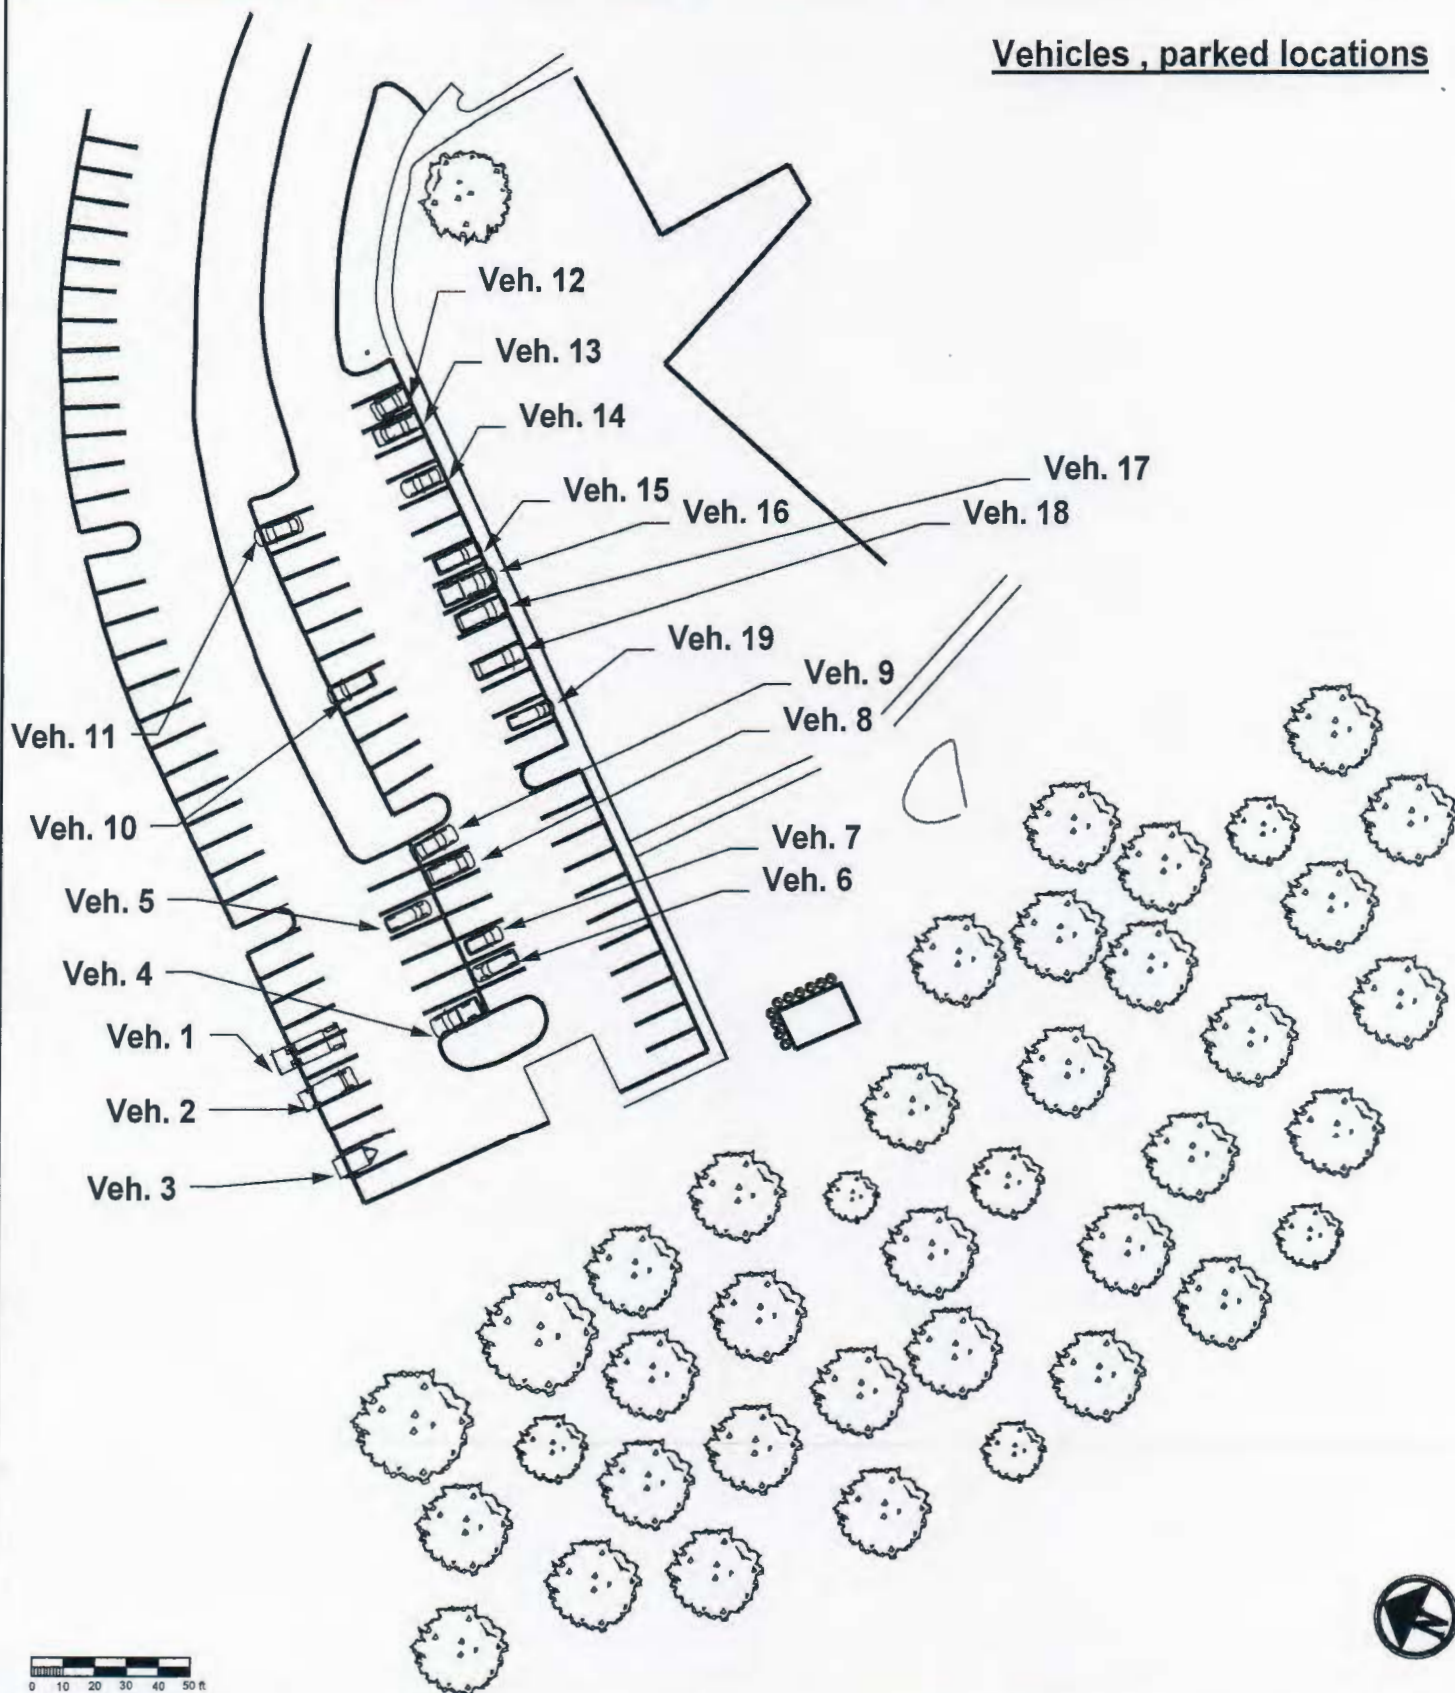 Vehicles , parked locations
Veh. 12
Veh. 13
Veh. 14
Veh. 15
Veh. 16
Veh. 17
Veh. 18
Veh. 19
Veh. 9
Veh. 8
Veh. 11
Veh. 10
Veh. 7
Veh. 6
Veh. 5
Veh. 4
Veh. 1
Veh. 2
Veh. 3
N
0 10 20 30 40 50 ft